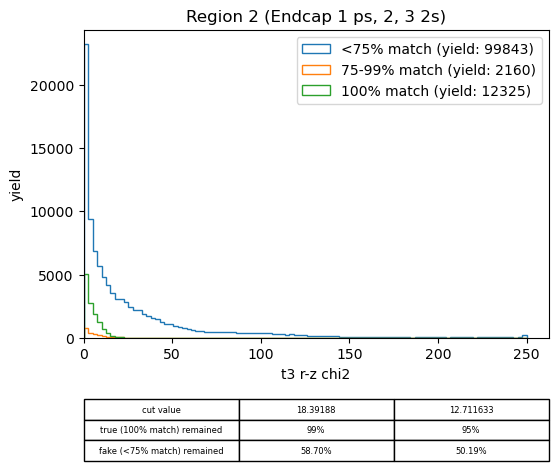 Region 2 (Endcap 1 ps, 2, 3 2s)
<75% match (yield: 99843)
75-99% match (yield: 2160)
100% match (yield: 12325)
yield
20000
15000
10000
5000
0
0 50 100 150 200 250
t3 r-z chi2
cut value 18.39188 12.711633
true (100% match) remained 99% 95%
fake (<75% match) remained 58.70% 50.19%